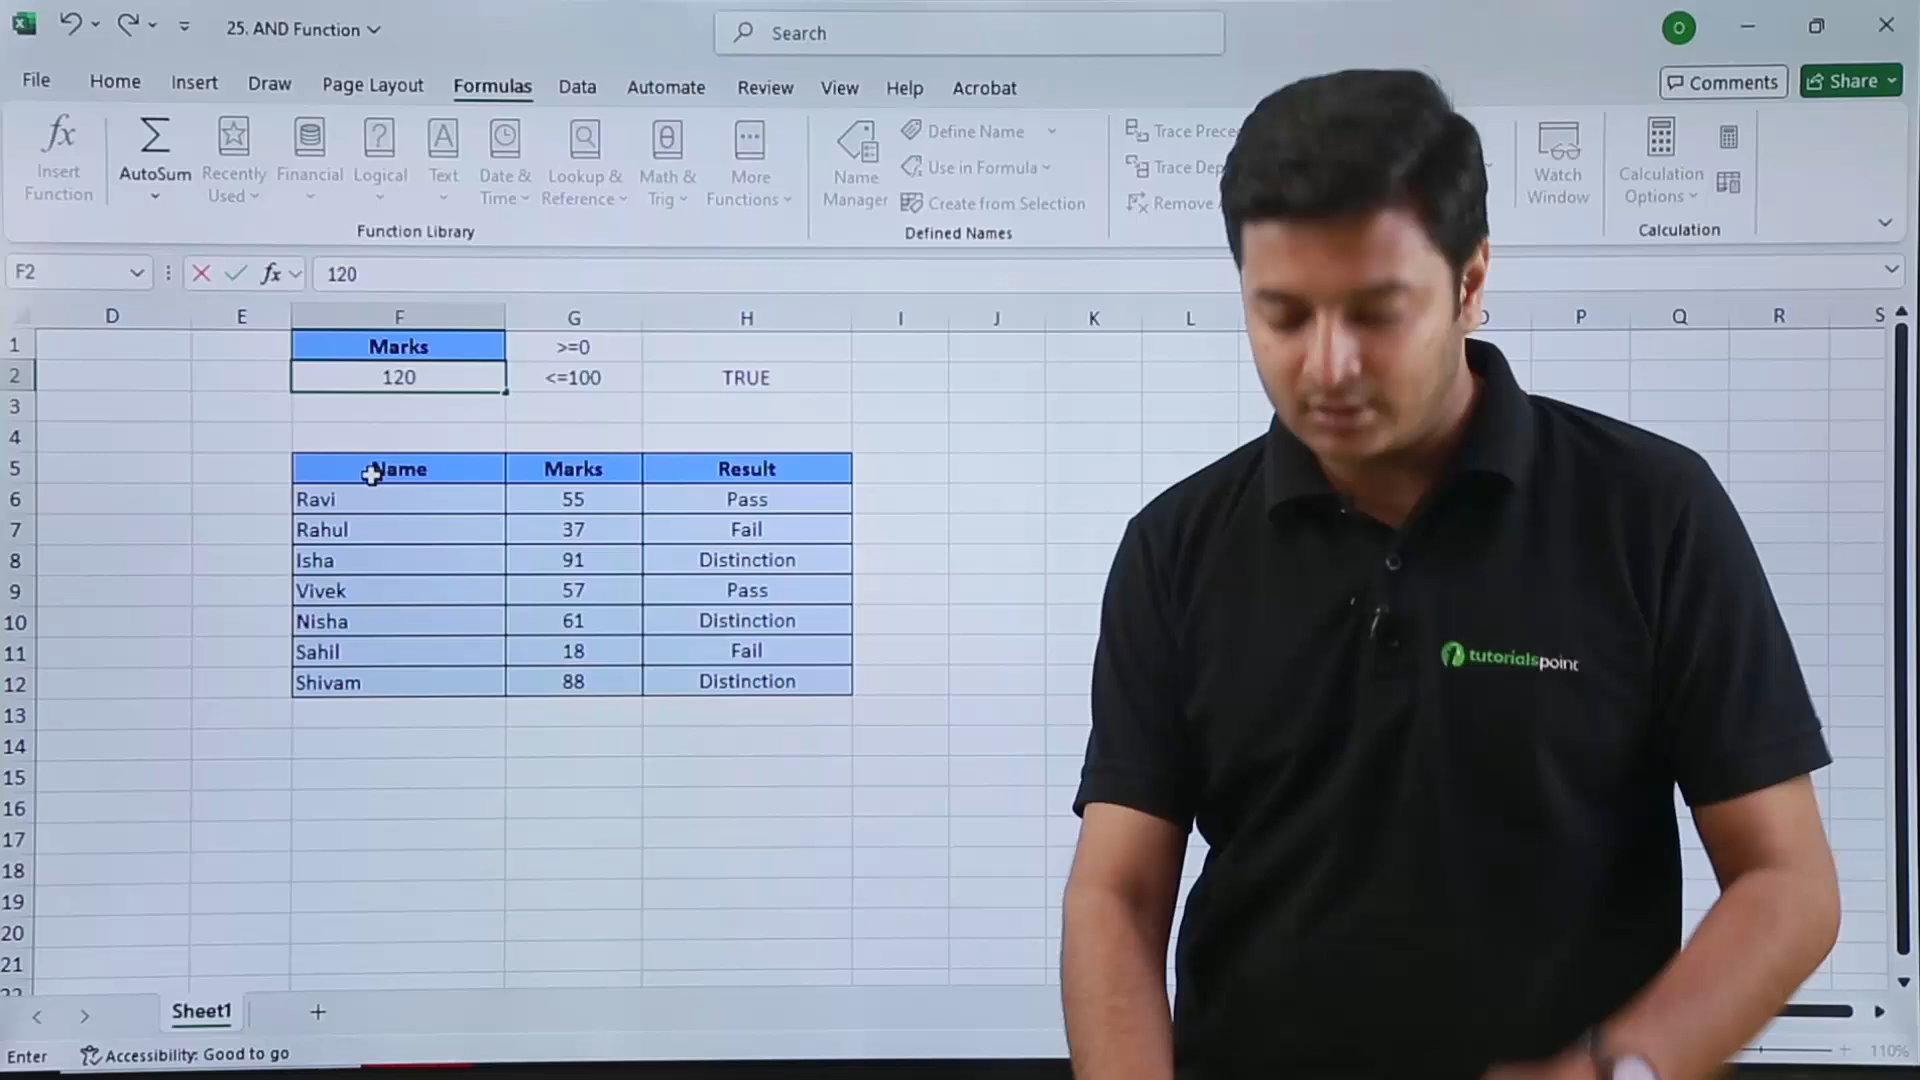 25. AND Function
Search
O
File Home Insert Draw Page Layout Formulas Data Automate Review View Help Acrobat
Comments Share
fx Insert Function
Σ AutoSum
Recently Used
Financial
Logical
Text
Date & Time
Lookup & Reference
Math & Trig
More Functions
Function Library
Name Manager
Define Name
Use in Formula
Create from Selection
Defined Names
Trace
Trace
Remove
Watch Window
Calculation Options
Calculation
F2 fx 120
D E F G H I J K L P Q R S
1 Marks >=0
2 120 <=100 TRUE
3
4
5 Name Marks Result
6 Ravi 55 Pass
7 Rahul 37 Fail
8 Isha 91 Distinction
9 Vivek 57 Pass
10 Nisha 61 Distinction
11 Sahil 18 Fail
12 Shivam 88 Distinction
13
14
15
16
17
18
19
20
21
tutorialspoint
Sheet1
Enter Accessibility: Good to go 110%